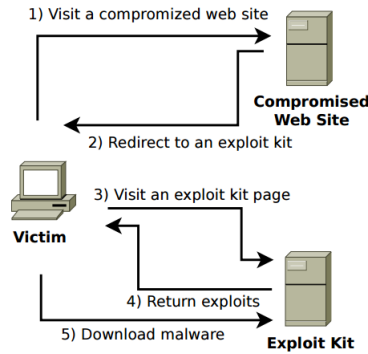 1) Visit a compromized web site
Compromised
Web Site
2) Redirect to an exploit kit
3) Visit an exploit kit page
Victim
4) Return exploits
5) Download malware
Exploit Kit